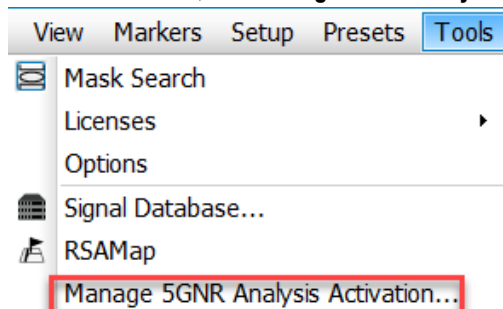 View Markers Setup Presets Tools
Mask Search
Licenses
Options
Signal Database...
RSAMap
Manage 5GNR Analysis Activation...